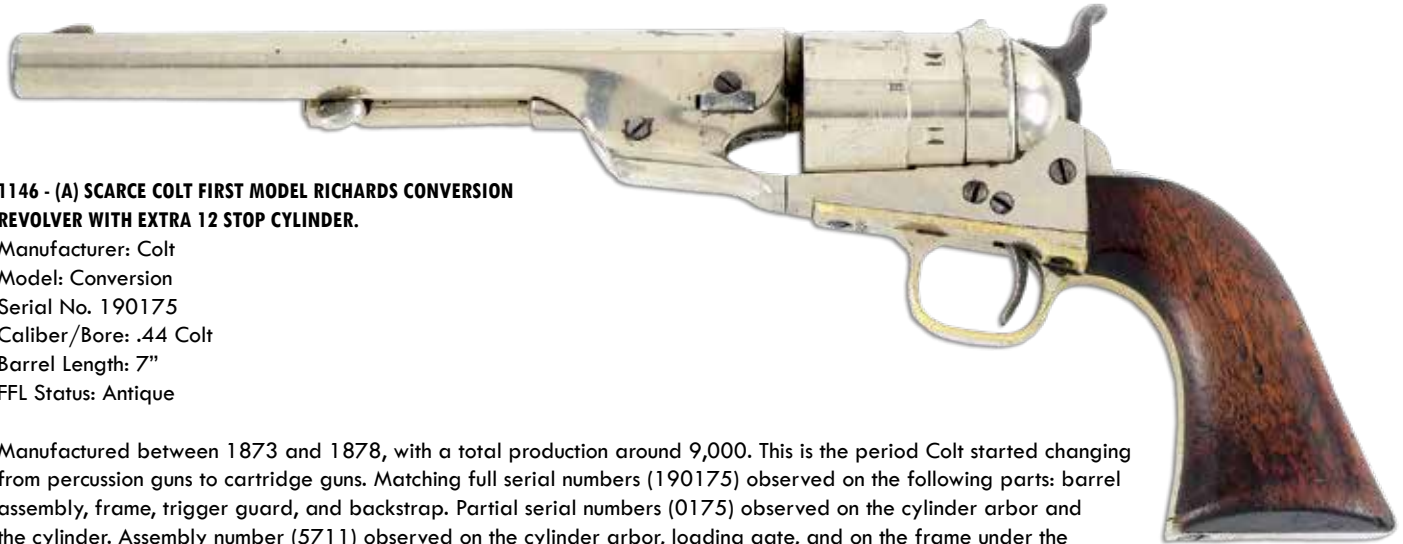 1146 - (A) SCARCE COLT FIRST MODEL RICHARDS CONVERSION
REVOLVER WITH EXTRA 12 STOP CYLINDER.
Manufacturer: Colt
Model: Conversion
Serial No. 190175
Caliber/Bore: .44 Colt
Barrel Length: 7”
FFL Status: Antique
Manufactured between 1873 and 1878, with a total production around 9,000. This is the period Colt started changing
from percussion guns to cartridge guns. Matching full serial numbers (190175) observed on the following parts: barrel
assembly, frame, trigger guard, and backstrap. Partial serial numbers (0175) observed on the cylinder arbor and
the cylinder. Assembly number (5711) observed on the cylinder arbor, loading gate, and on the frame under the